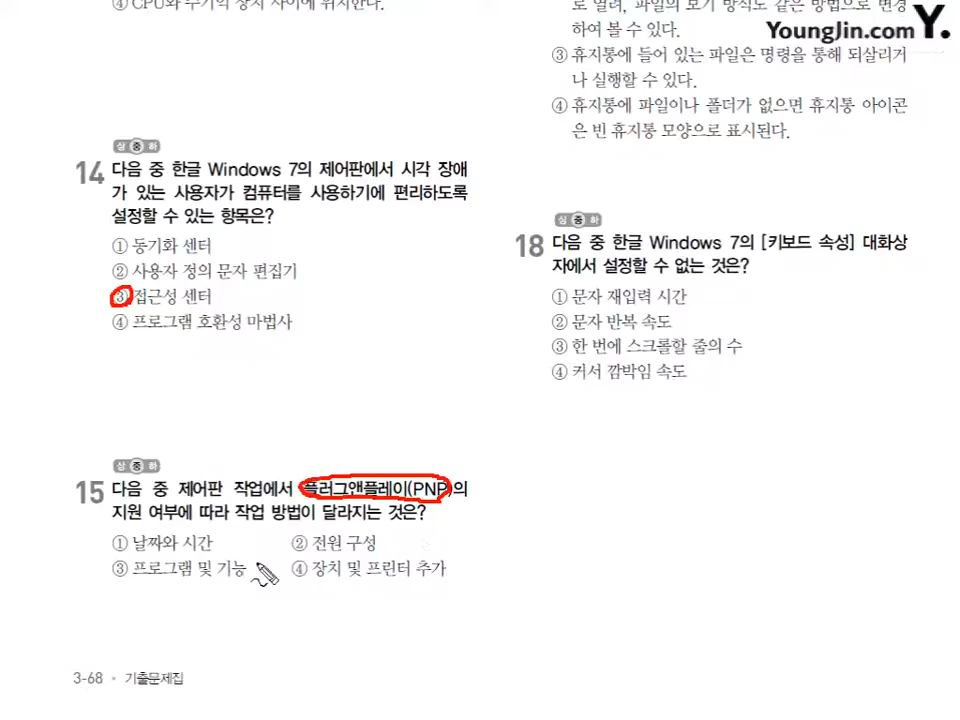 ④ CPU와 주기억 장치 사이에 위치한다.
상 중 하
14 다음 중 한글 Windows 7의 제어판에서 시각 장애
가 있는 사용자가 컴퓨터를 사용하기에 편리하도록
설정할 수 있는 항목은?
① 동기화 센터
② 사용자 정의 문자 편집기
③ 접근성 센터
④ 프로그램 호환성 마법사
상 중 하
15 다음 중 제어판 작업에서 플러그앤플레이(PNP)의
지원 여부에 따라 작업 방법이 달라지는 것은?
① 날짜와 시간 ② 전원 구성
③ 프로그램 및 기능 ④ 장치 및 프린터 추가
로 열려, 파일의 보기 방식도 같은 방법으로 변경
하여 볼 수 있다.
③ 휴지통에 들어 있는 파일은 명령을 통해 되살리거
나 실행할 수 있다.
④ 휴지통에 파일이나 폴더가 없으면 휴지통 아이콘
은 빈 휴지통 모양으로 표시된다.
상 중 하
18 다음 중 한글 Windows 7의 [키보드 속성] 대화상
자에서 설정할 수 없는 것은?
① 문자 재입력 시간
② 문자 반복 속도
③ 한 번에 스크롤할 줄의 수
④ 커서 깜박임 속도
YoungJin.com Y.
3-68 • 기출문제집